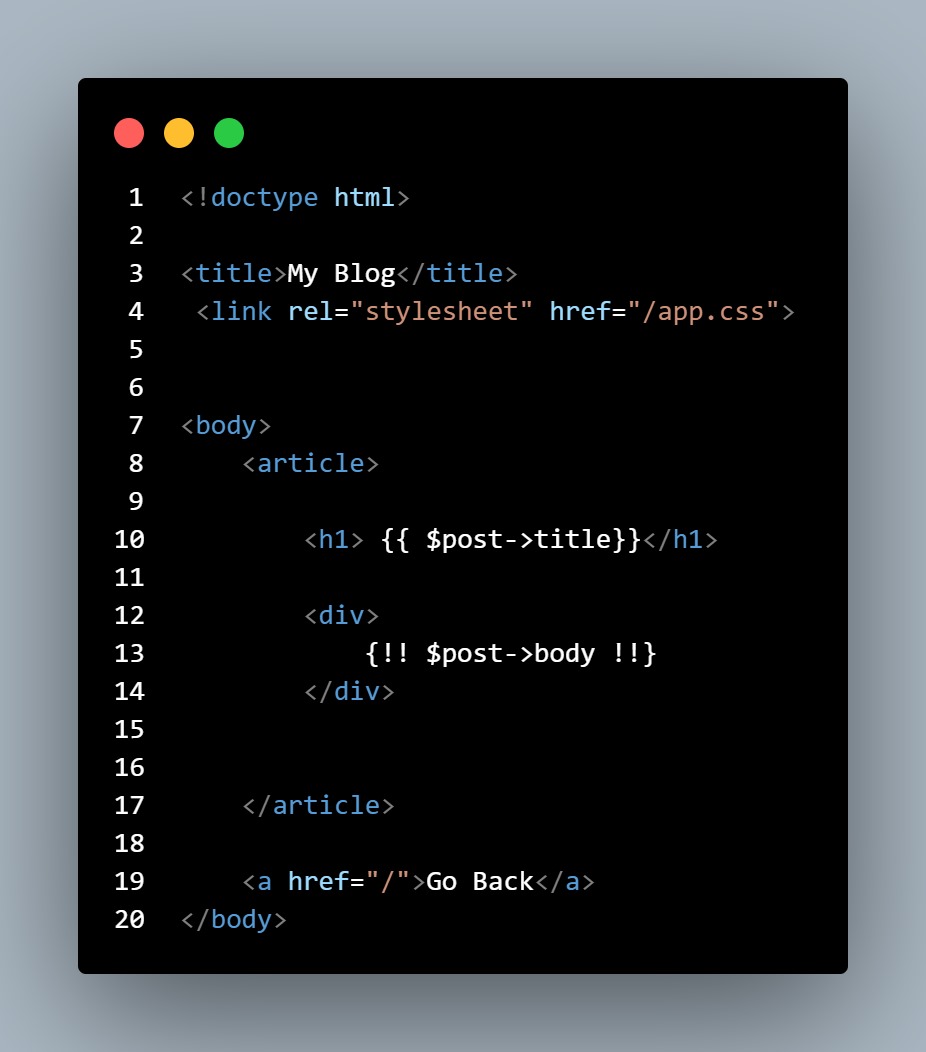 1 <!doctype html>
2
3 <title>My Blog</title>
4  <link rel="stylesheet" href="/app.css">
5
6
7 <body>
8     <article>
9
10         <h1> {{ $post->title}}</h1>
11
12         <div>
13             {!! $post->body !!}
14         </div>
15
16
17     </article>
18
19     <a href="/">Go Back</a>
20 </body>